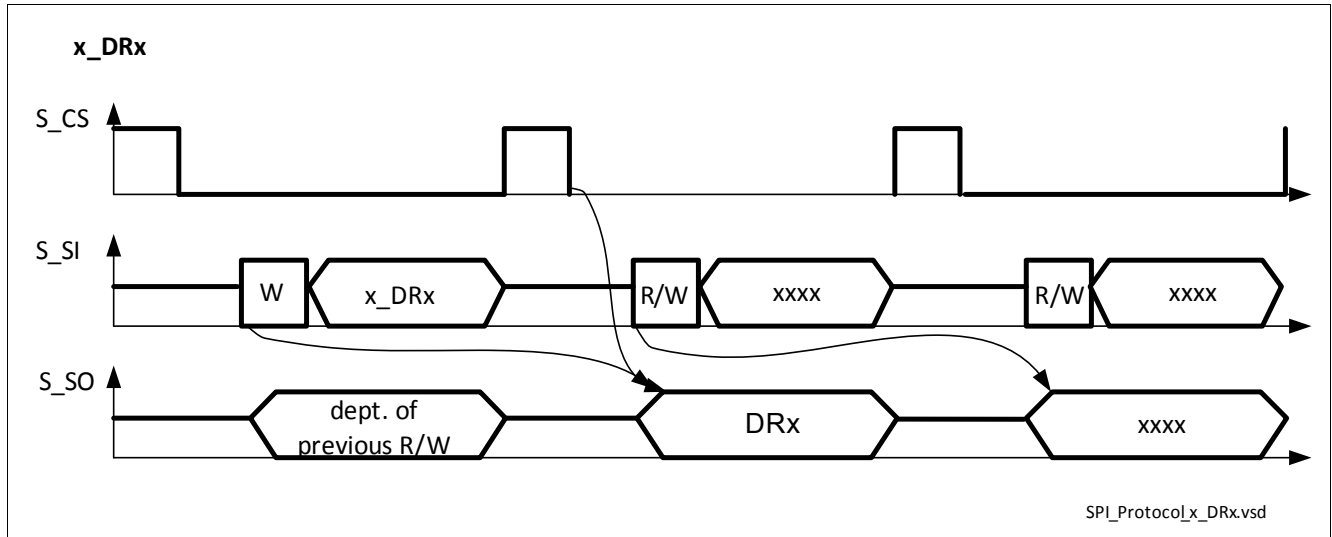 x_DRx
S_CS
S_SI
W
x_DRx
R/W
xxxx
R/W
xxxx
S_SO
dept. of
previous R/W
DRx
xxxx
SPI_Protocol_x_DRx.vsd